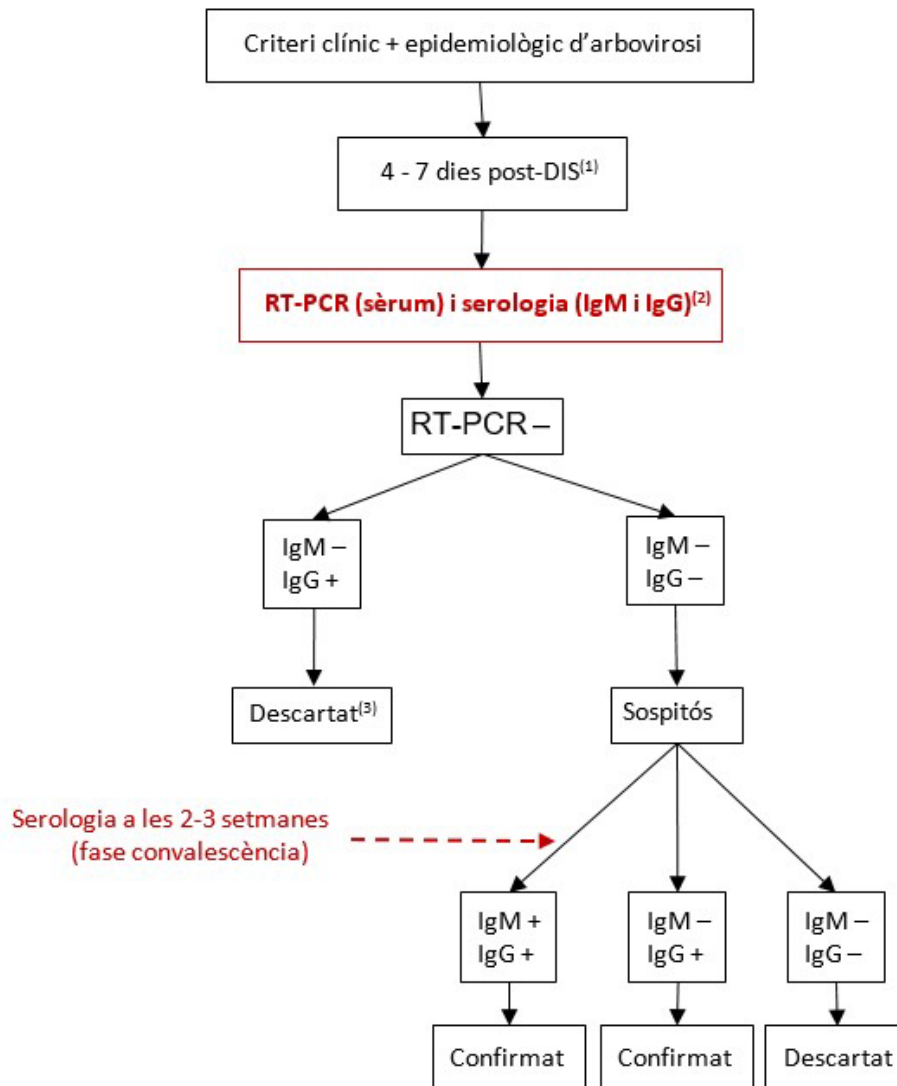 Criteri clínic + epidemiològic d’arbovirosi
4 - 7 dies post-DIS(1)
RT-PCR (sèrum) i serologia (IgM i IgG)(2)
RT-PCR –
IgM –
IgG +
IgM –
IgG –
Descartat(3)
Sospitós
Serologia a les 2-3 setmanes
(fase convalescència)
IgM +
IgG +
IgM –
IgG +
IgM –
IgG –
Confirmat
Confirmat
Descartat